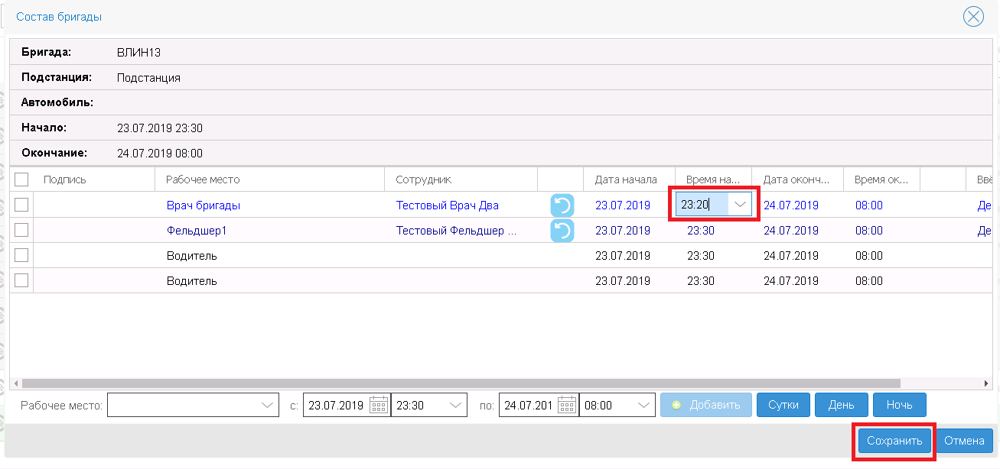 Состав бригады
Бригада: ВЛИН13
Подстанция: Подстанция
Автомобиль:
Начало: 23.07.2019 23:30
Окончание: 24.07.2019 08:00
Подпись Рабочее место Сотрудник Дата начала Время на... Дата оконч... Время ок... Ввё
Врач бригады Тестовый Врач Два 23.07.2019 23:20 24.07.2019 08:00 Де
Фельдшер1 Тестовый Фельдшер ... 23.07.2019 23:30 24.07.2019 08:00 Де
Водитель 23.07.2019 23:30 24.07.2019 08:00
Водитель 23.07.2019 23:30 24.07.2019 08:00
Рабочее место: с: 23.07.2019 23:30 по: 24.07.201 08:00 Добавить Сутки День Ночь
Сохранить Отмена